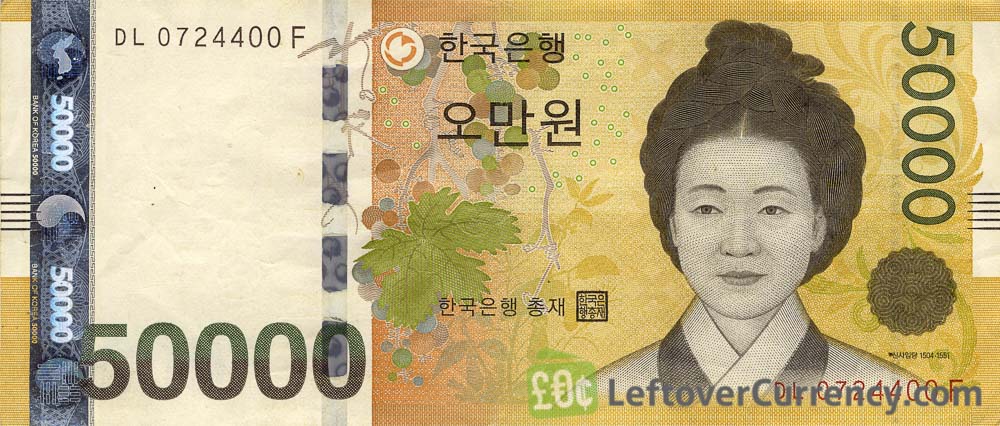 DL 0724400 F
한국은행
오만원
50000
BANK OF KOREA 50000
50000
50000
BANK OF KOREA 50000
한국은행 총재
한국은
행총재
신사임당 1504-1551
50000
DL 0724400 F
£0¢ LeftoverCurrency.com